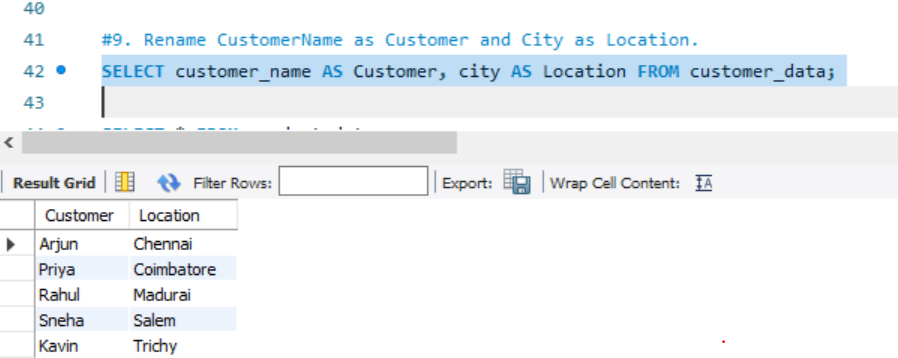 40
41 #9. Rename CustomerName as Customer and City as Location.
42 SELECT customer_name AS Customer, city AS Location FROM customer_data;
43
Result Grid Filter Rows: Export: Wrap Cell Content:
Customer Location
Arjun Chennai
Priya Coimbatore
Rahul Madurai
Sneha Salem
Kavin Trichy